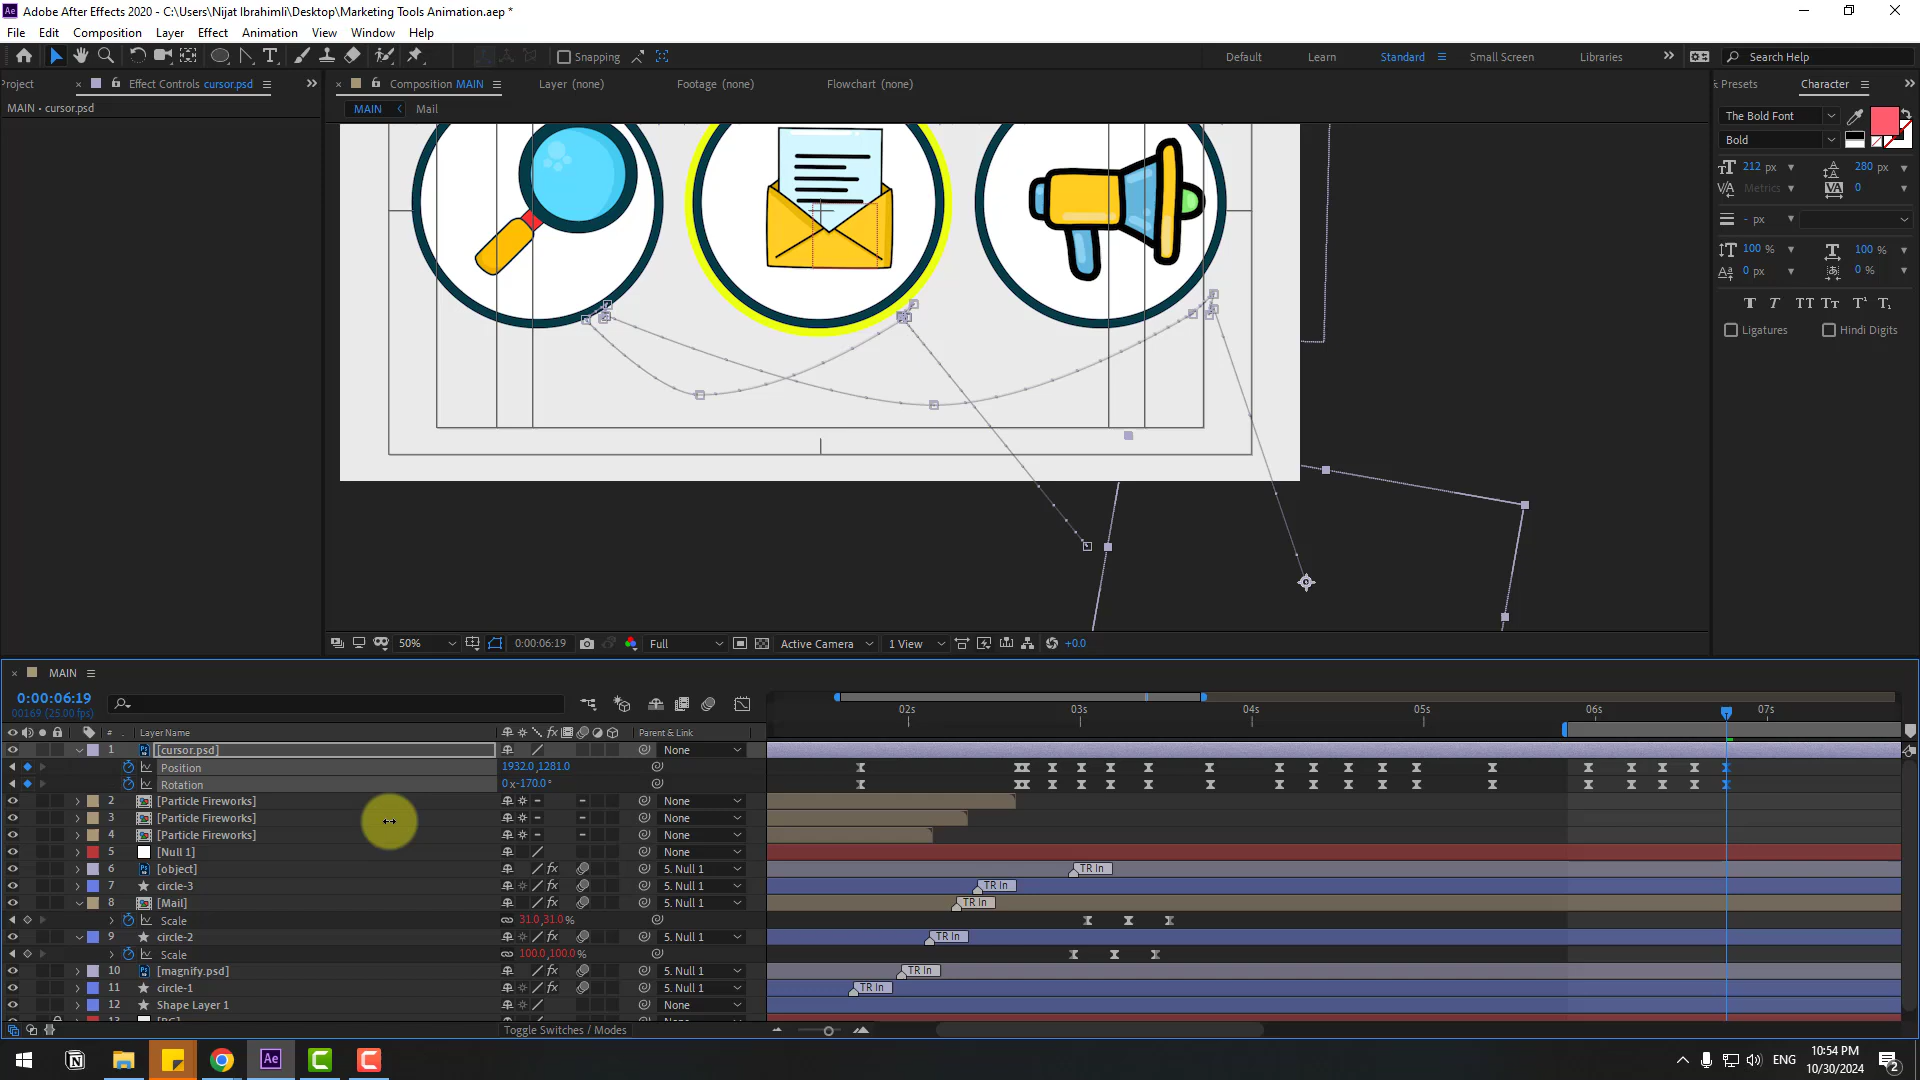 Adobe After Effects 2020 - C:\Users\Nijat Ibrahimli\Desktop\Marketing Tools Animation.aep *
File Edit Composition Layer Effect Animation View Window Help
Snapping
Default Learn Standard Small Screen Libraries Search Help
Project Effect Controls cursor.psd
Composition MAIN Layer (none) Footage (none) Flowchart (none)
Presets Character
MAIN • cursor.psd
MAIN Mail
The Bold Font
Bold
212 px 280 px
Metrics 0
- px
100 % 100 %
0 px 0 %
Ligatures Hindi Digits
50% 0:00:06:19 Full Active Camera 1 View +0.0
MAIN
0:00:06:19
00169 (25.00 fps)
02s 03s 04s 05s 06s 07s
# Layer Name Parent & Link
1 [cursor.psd] None
Position 1932.0,1281.0
Rotation 0x-170.0°
2 [Particle Fireworks] None
3 [Particle Fireworks] None
4 [Particle Fireworks] None
5 [Null 1] None
6 [object] 5. Null 1 TR In
7 circle-3 5. Null 1 TR In
8 [Mail] 5. Null 1 TR In
Scale 31.0,31.0%
9 circle-2 5. Null 1 TR In
Scale 100.0,100.0%
10 [magnify.psd] 5. Null 1 TR In
11 circle-1 5. Null 1 TR In
12 Shape Layer 1 None
Toggle Switches / Modes
ENG
10:54 PM
10/30/2024
2